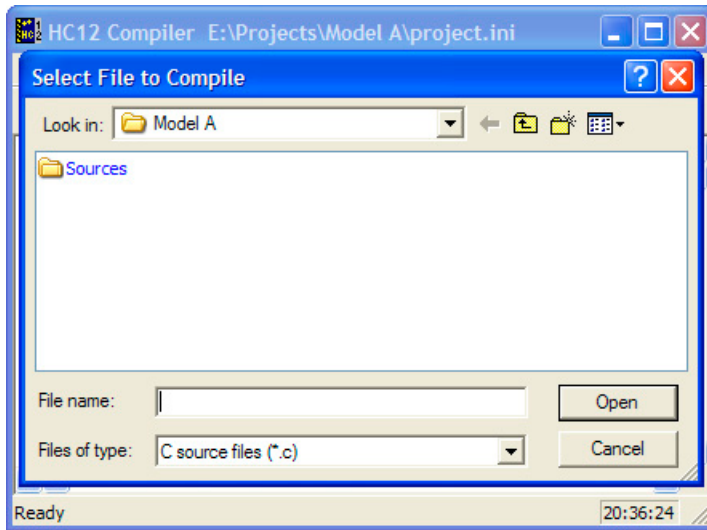 HC12 Compiler E:\Projects\Model A\project.ini
Select File to Compile
Look in: Model A
Sources
File name: Open
Files of type: C source files (*.c) Cancel
Ready 20:36:24